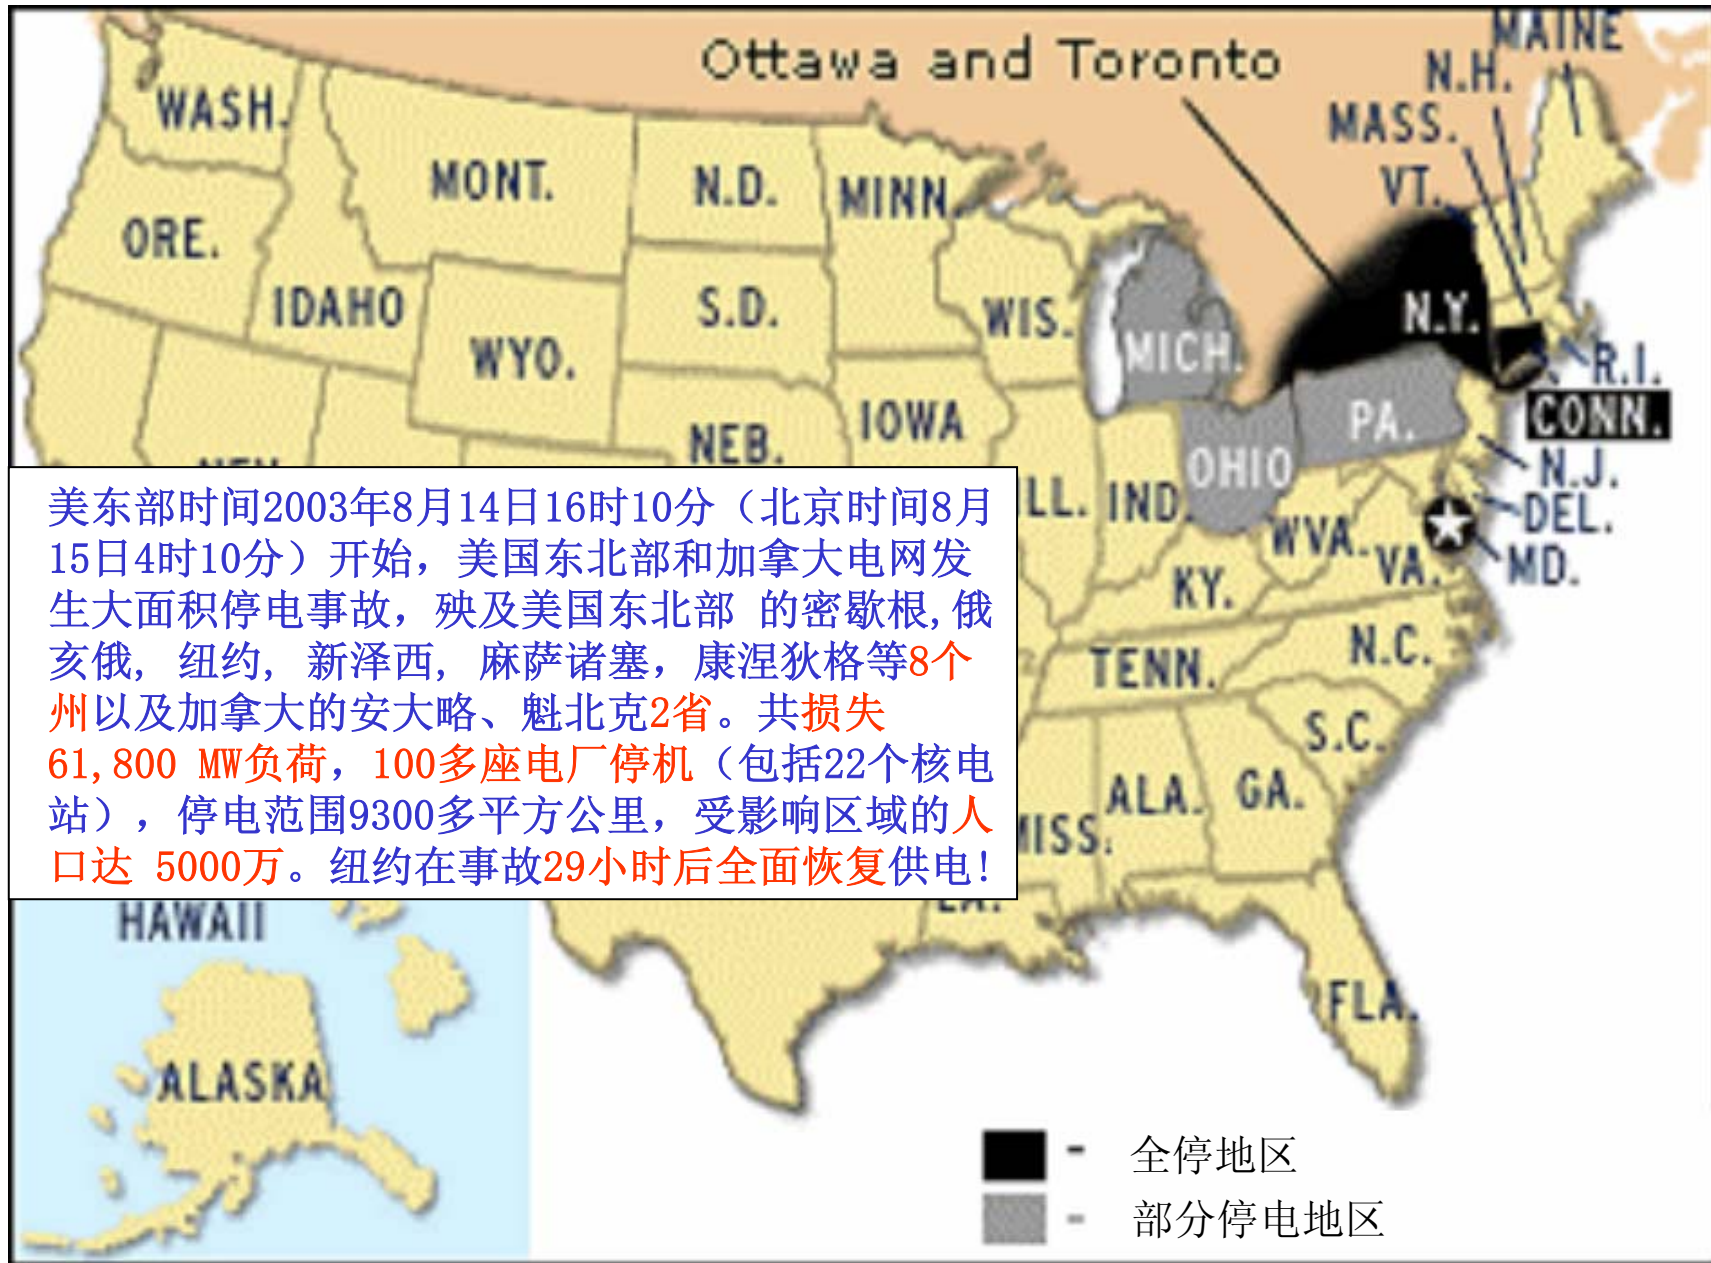 MAINE
Ottawa and Toronto
N.H.
WASH.
MASS.
MONT.
N.D.
MINN.
VT.
ORE.
IDAHO
S.D.
WIS.
N.Y.
WYO.
MICH.
R.I.
IOWA
PA.
CONN.
NEB.
OHIO
N.J.
IND.
DEL.
WVA.
VA.
MD.
KY.
美东部时间2003年8月14日16时10分（北京时间8月
15日4时10分）开始，美国东北部和加拿大电网发
生大面积停电事故，殃及美国东北部 的密歇根,俄
亥俄, 纽约, 新泽西, 麻萨诸塞，康涅狄格等8个
州以及加拿大的安大略、魁北克2省。共损失
61,800 MW负荷，100多座电厂停机（包括22个核电
站），停电范围9300多平方公里，受影响区域的人
口达 5000万。纽约在事故29小时后全面恢复供电!
N.C.
TENN.
S.C.
ALA.
GA.
HAWAII
FLA.
ALASKA
- 全停地区
- 部分停电地区